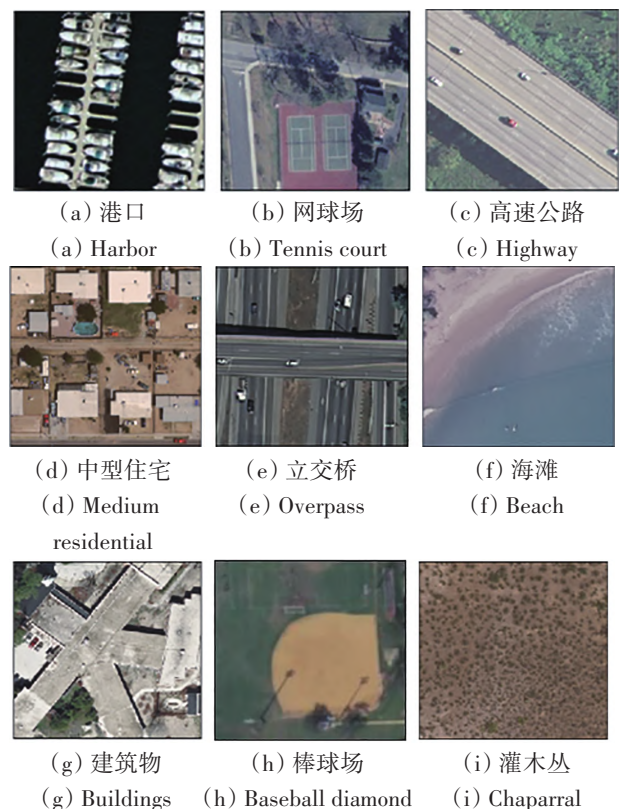 （a）港口
（b）网球场
（c）高速公路
（a）Harbor
（b）Tennis court
（c）Highway
（d）中型住宅
（e）立交桥
（f）海滩
（d）Medium
residential
（e）Overpass
（f）Beach
（g）建筑物
（h）棒球场
（i）灌木丛
（g）Buildings
（h）Baseball diamond
（i）Chaparral